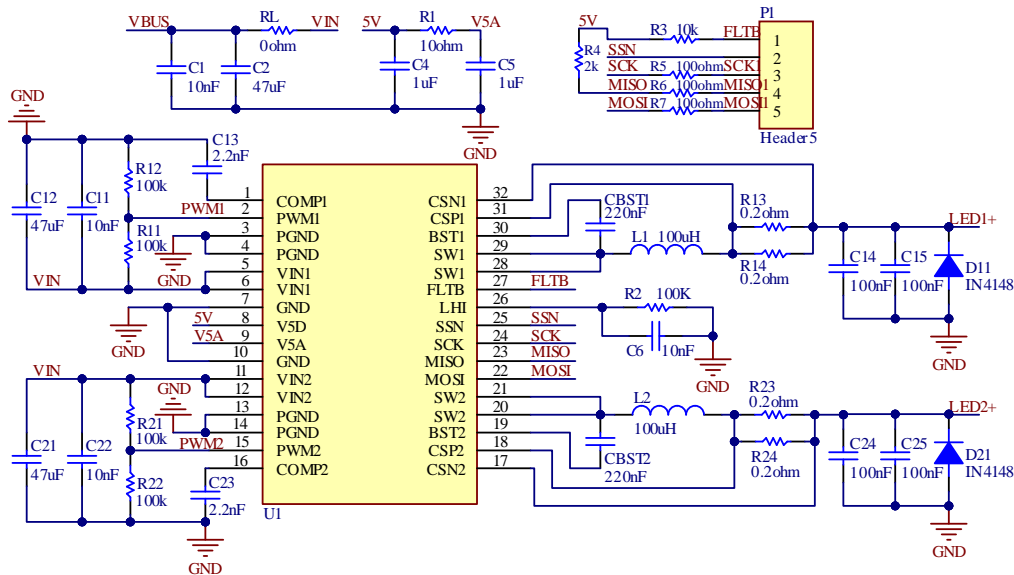 VBUS
RL
VIN
0ohm
C1
10nF
C2
47uF
5V
R1
V5A
10ohm
C4
1uF
C5
1uF
GND
5V
R3
10k
FLTB
P1
1
R4
2k
SSN
2
SCK
R5
100ohm
SCK1
3
MISO
R6
100ohm
MISO1
4
MOSI
R7
100ohm
MOSI1
5
Header5
GND
C12
47uF
C11
10nF
R12
100k
R11
100k
C13
2.2nF
PWM1
GND
VIN
GND
5V
V5A
VIN
GND
C21
47uF
C22
10nF
R21
100k
R22
100k
PWM2
C23
2.2nF
GND
1 COMP1
2 PWM1
3 PGND
4 PGND
5 VIN1
6 VIN1
7 GND
8 V5D
9 V5A
10 GND
11 VIN2
12 VIN2
13 PGND
14 PGND
15 PWM2
16 COMP2
U1
CSN1 32
CSP1 31
BST1 30
SW1 29
SW1 28
FLTB 27
LHI 26
SSN 25
SCK 24
MISO 23
MOSI 22
SW2 21
SW2 20
BST2 19
CSP2 18
CSN2 17
CBST1
220nF
L1 100uH
R13
0.2ohm
R14
0.2ohm
LED1+
C14
100nF
C15
100nF
D11
IN4148
GND
FLTB
R2 100K
C6 10nF
GND
SSN
SCK
MISO
MOSI
L2
100uH
CBST2
220nF
R23
0.2ohm
R24
0.2ohm
LED2+
C24
100nF
C25
100nF
D21
IN4148
GND